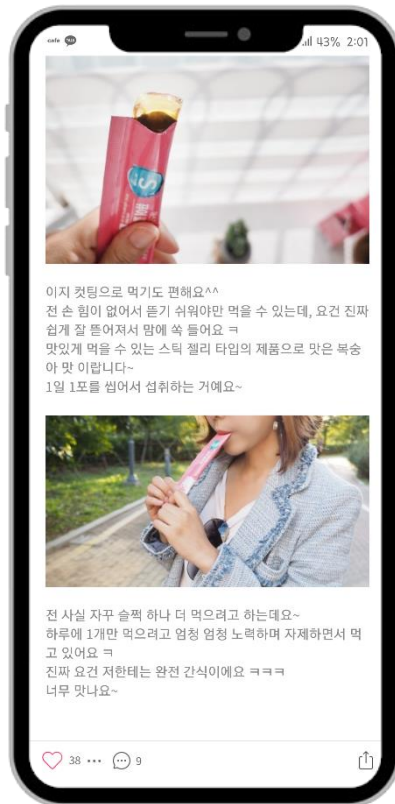 cafe TALK
43% 2:01
이지 컷팅으로 먹기도 편해요^^
전 손 힘이 없어서 뜯기 쉬워야만 먹을 수 있는데, 요건 진짜
쉽게 잘 뜯어져서 맘에 쏙 들어요 ㅋ
맛있게 먹을 수 있는 스틱 젤리 타입의 제품으로 맛은 복숭
아 맛 이랍니다~
1일 1포를 씹어서 섭취하는 거예요~
전 사실 자꾸 슬쩍 하나 더 먹으려고 하는데요~
하루에 1개만 먹으려고 엄청 엄청 노력하며 자제하면서 먹
고 있어요 ㅋ
진짜 요건 저한테는 완전 간식이에요 ㅋㅋㅋ
너무 맛나요~
38 ••• 9